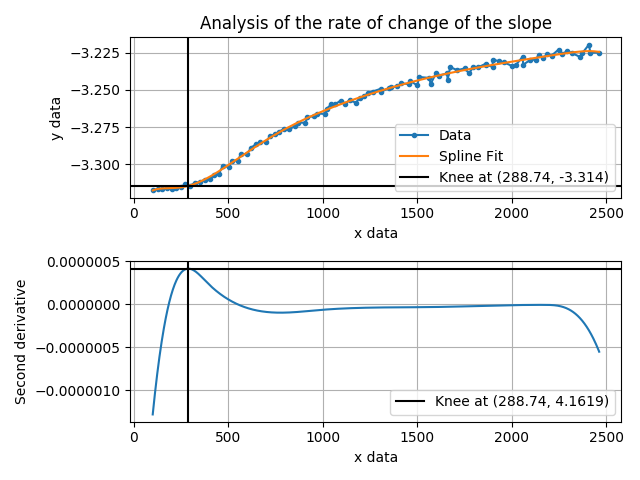 Analysis of the rate of change of the slope
−3.225
−3.250
−3.275
−3.300
y data
Data
Spline Fit
Knee at (288.74, -3.314)
0
500
1000
1500
2000
2500
x data
0.0000005
0.0000000
−0.0000005
−0.0000010
Second derivative
Knee at (288.74, 4.1619)
0
500
1000
1500
2000
2500
x data